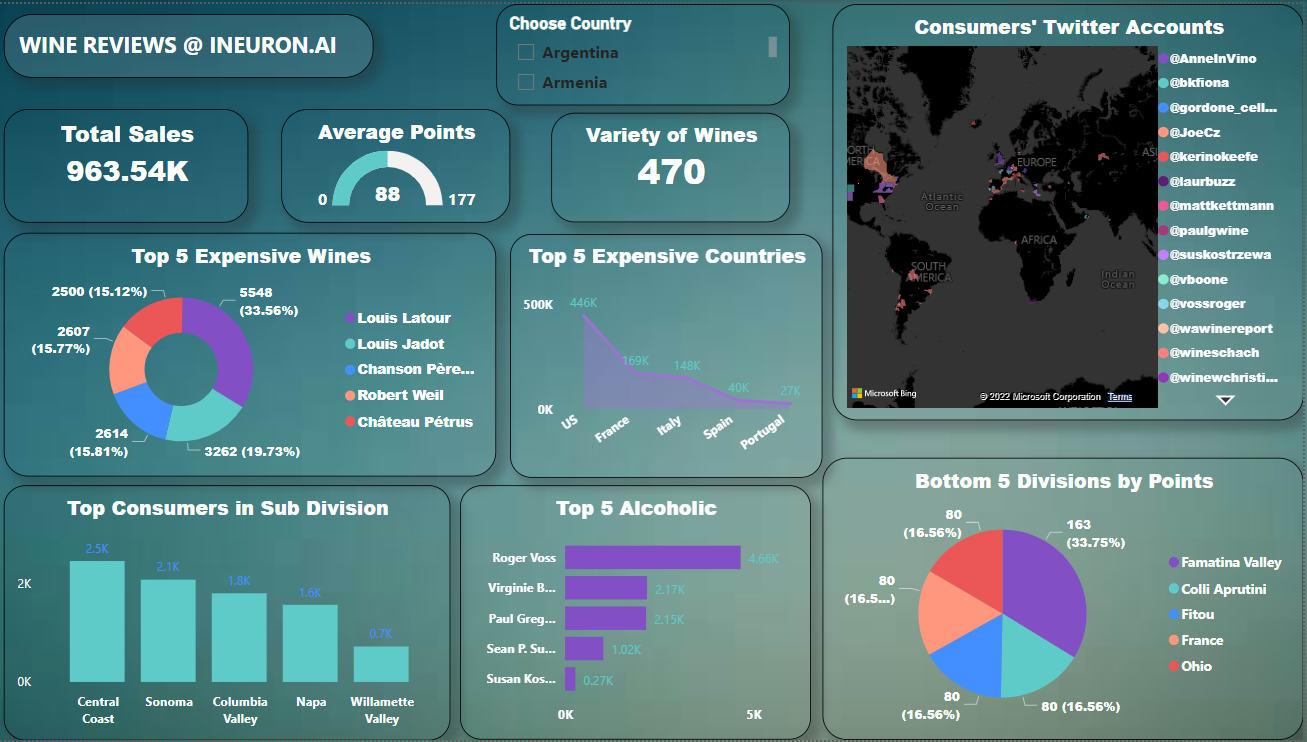 WINE REVIEWS @ INEURON.AI
Choose Country
Argentina
Armenia
Total Sales
963.54K
Average Points
0
88
177
Variety of Wines
470
Consumers' Twitter Accounts
EUROPE
Atlantic
Ocean
AFRICA
SOUTH
AMERICA
Indian
Ocean
Microsoft Bing
© 2022 Microsoft Corporation Terms
@AnneInVino
@bkfiona
@gordone_cell...
@JoeCz
@kerinokeefe
@laurbuzz
@mattkettmann
@paulgwine
@suskostrzewa
@vboone
@vossroger
@wawinereport
@wineschach
@winewchristi...
Top 5 Expensive Wines
2500 (15.12%)
5548
(33.56%)
2607
(15.77%)
2614
(15.81%)
3262 (19.73%)
Louis Latour
Louis Jadot
Chanson Père...
Robert Weil
Château Pétrus
Top 5 Expensive Countries
500K
0K
446K
169K
148K
40K
27K
US
France
Italy
Spain
Portugal
Top Consumers in Sub Division
2K
0K
2.5K
2.1K
1.8K
1.6K
0.7K
Central
Coast
Sonoma
Columbia
Valley
Napa
Willamette
Valley
Top 5 Alcoholic
Roger Voss
4.66K
Virginie B...
2.17K
Paul Greg...
2.15K
Sean P. Su...
1.02K
Susan Kos...
0.27K
0K
5K
Bottom 5 Divisions by Points
80
(16.56%)
163
(33.75%)
80
(16.5...)
80
(16.56%)
80 (16.56%)
Famatina Valley
Colli Aprutini
Fitou
France
Ohio